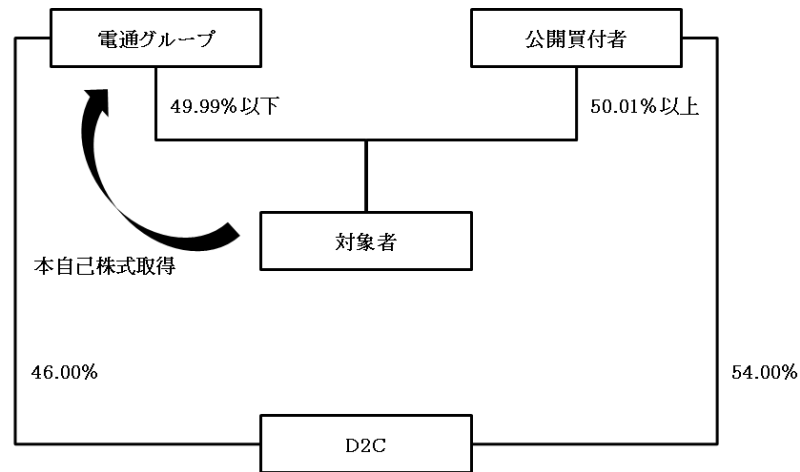 電通グループ
公開買付者
49.99%以下
50.01%以上
対象者
本自己株式取得
46.00%
54.00%
D2C